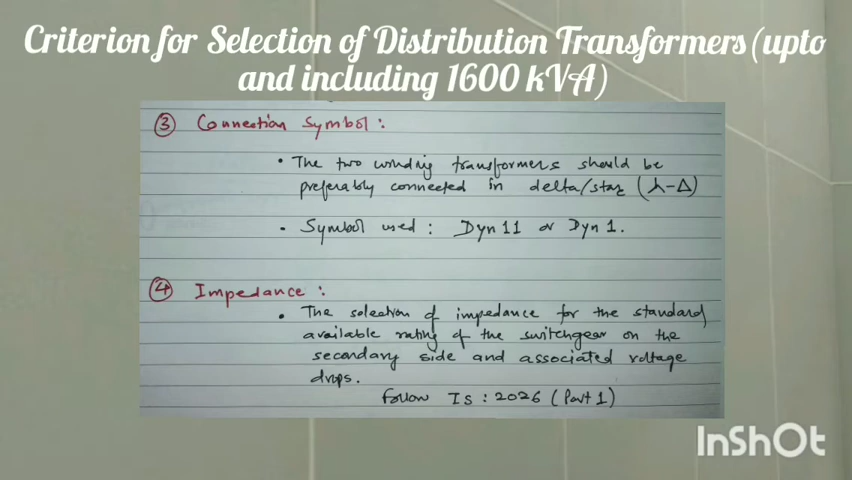 Criterion for Selection of Distribution Transformers(upto
and including 1600 kVA)
③ Connection Symbol :
• The two winding transformers should be
preferably connected in delta/star (⅄-Δ)
• Symbol used : Dyn 11 or Dyn 1.
④ Impedance :
• The selection of impedance for the standard
available rating of the switchgear on the
secondary side and associated voltage
drops.
Follow Is : 2026 (Part 1)
InShOt